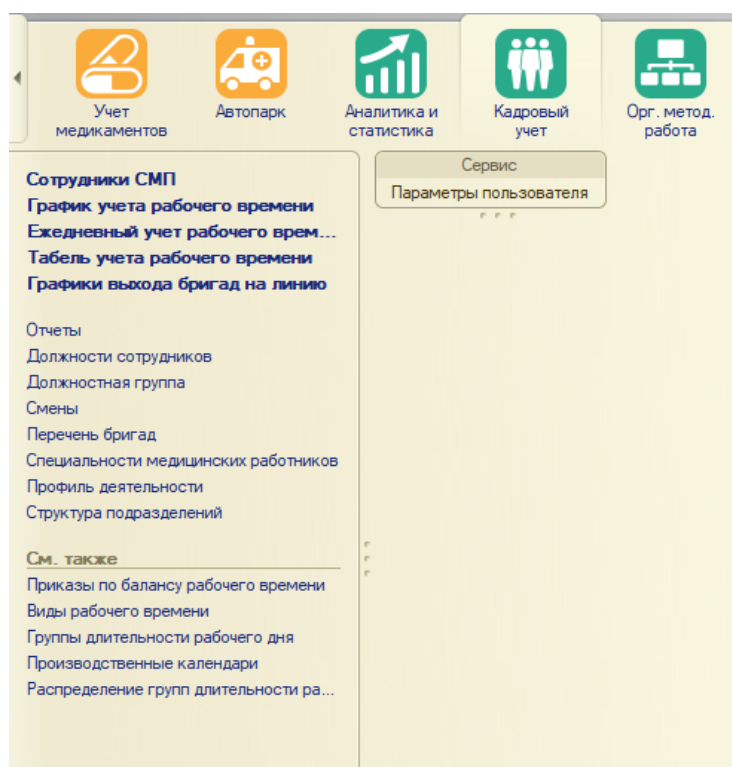 Учет
медикаментов
Автопарк
Аналитика и
статистика
Кадровый
учет
Орг. метод.
работа
Сотрудники СМП
График учета рабочего времени
Ежедневный учет рабочего врем...
Табель учета рабочего времени
Графики выхода бригад на линию
Отчеты
Должности сотрудников
Должностная группа
Смены
Перечень бригад
Специальности медицинских работников
Профиль деятельности
Структура подразделений
См. также
Приказы по балансу рабочего времени
Виды рабочего времени
Группы длительности рабочего дня
Производственные календари
Распределение групп длительности ра...
Сервис
Параметры пользователя